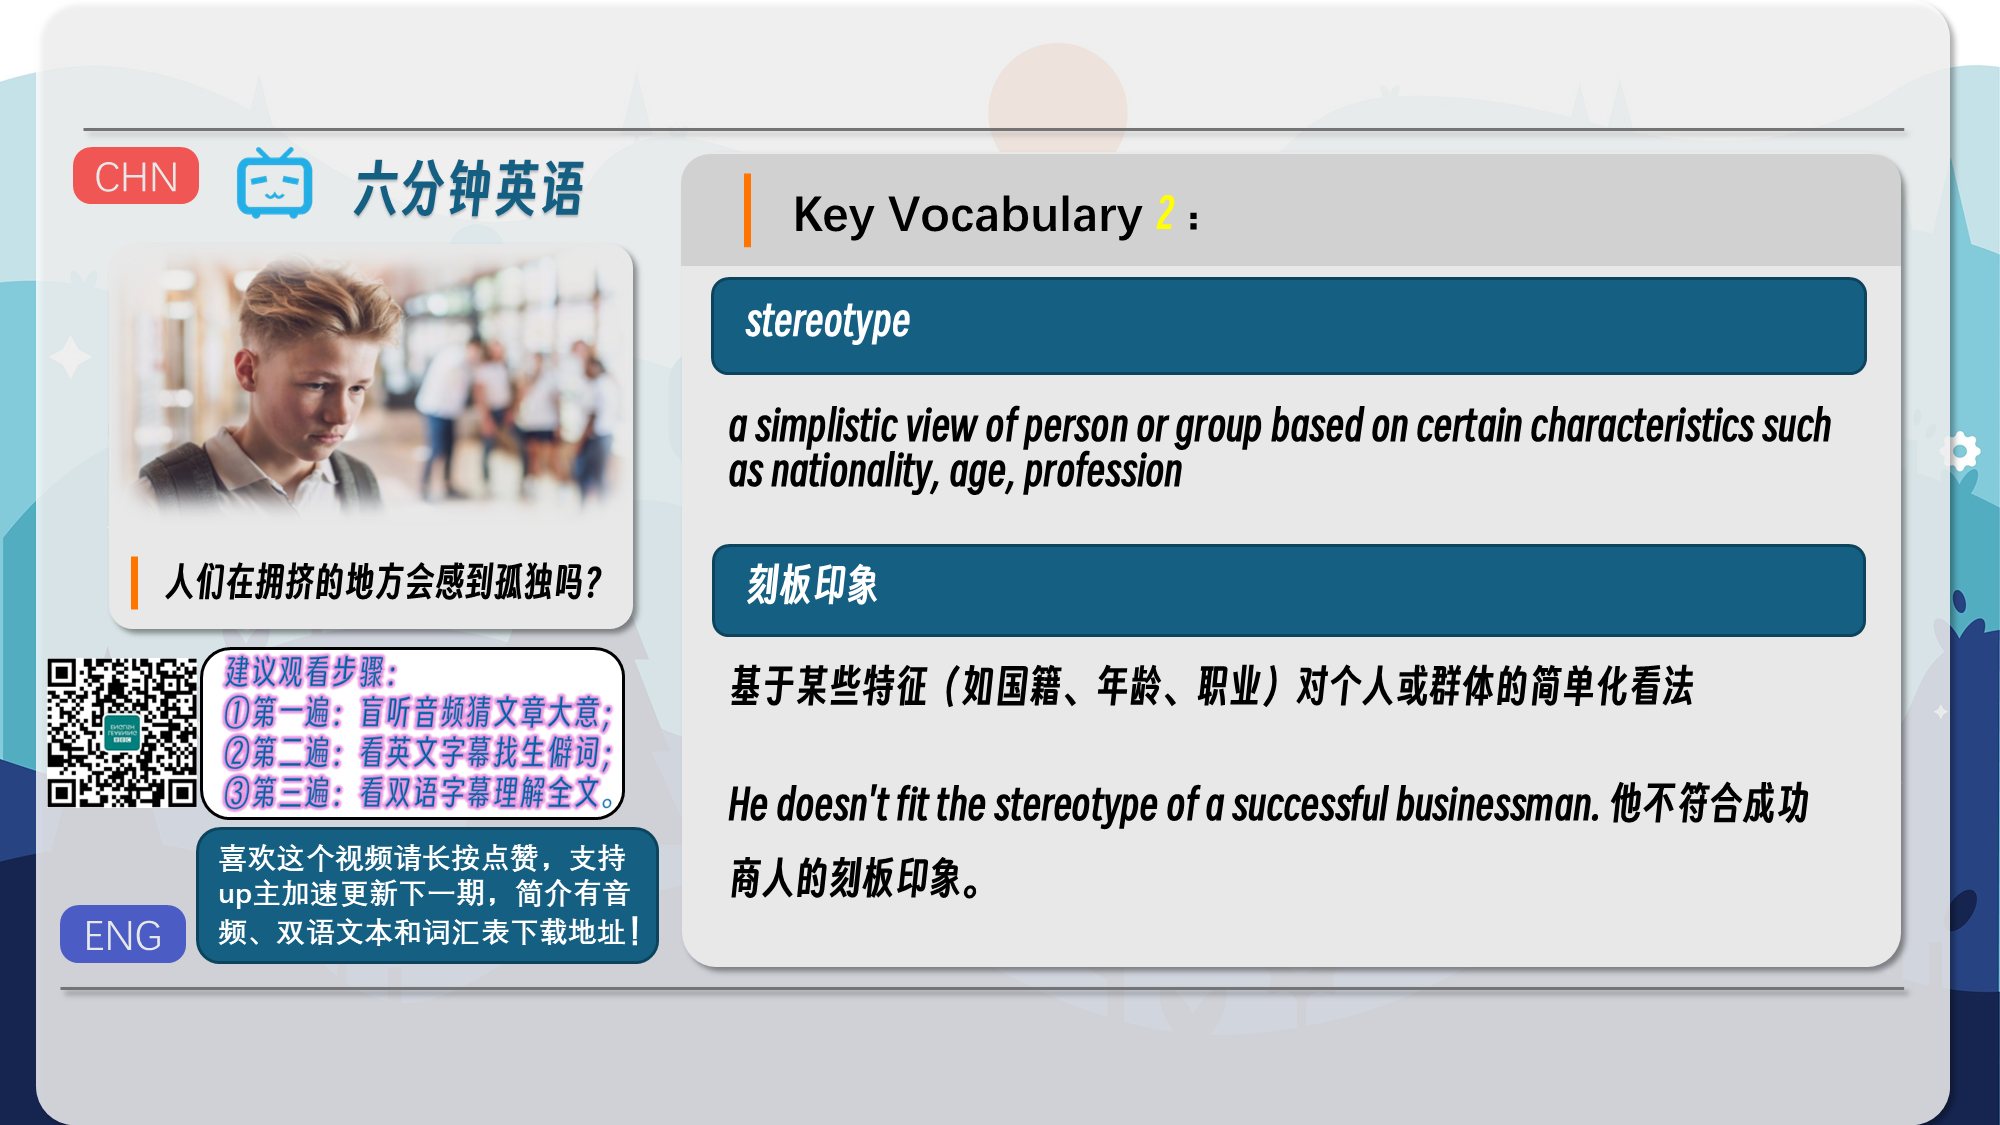 CHN
六分钟英语
人们在拥挤的地方会感到孤独吗?
建议观看步骤：
①第一遍：盲听音频猜文章大意；
②第二遍：看英文字幕找生僻词；
③第三遍：看双语字幕理解全文。
喜欢这个视频请长按点赞，支持
up主加速更新下一期，简介有音
频、双语文本和词汇表下载地址!
ENG
Key Vocabulary 2：
stereotype
a simplistic view of person or group based on certain characteristics such
as nationality, age, profession
刻板印象
基于某些特征（如国籍、年龄、职业）对个人或群体的简单化看法
He doesn't fit the stereotype of a successful businessman. 他不符合成功
商人的刻板印象。